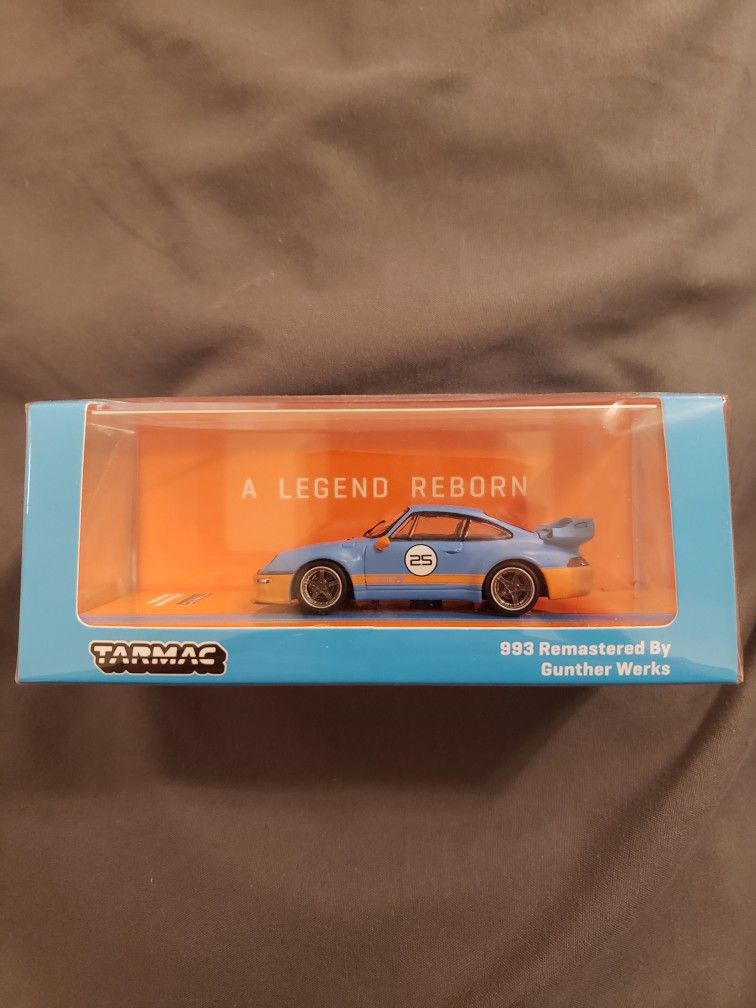 A LEGEND REBORN
25
TARMAC
993 Remastered By
Gunther Werks